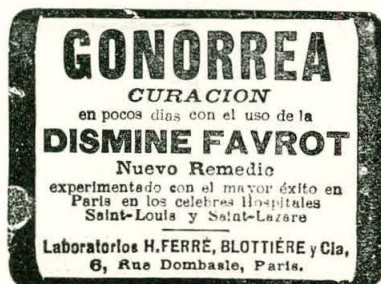 GONORREA
CURACION
en pocos dias con el uso de la
DISMINE FAVROT
Nuevo Remedio
experimentado con el mayor éxito en
Paris en los celebres Hospitales
Saint-Louis y Saint-Lazare
Laboratorios H. FERRÉ, BLOTTIÉRE y Cia,
6, Rue Dombasle, Paris.